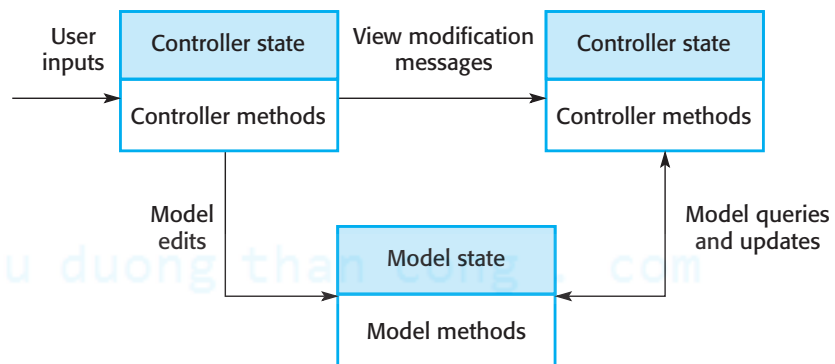 User
inputs
Controller state
Controller methods
View modification
messages
Controller state
Controller methods
Model
edits
Model queries
and updates
u duong than cong . com
Model state
Model methods